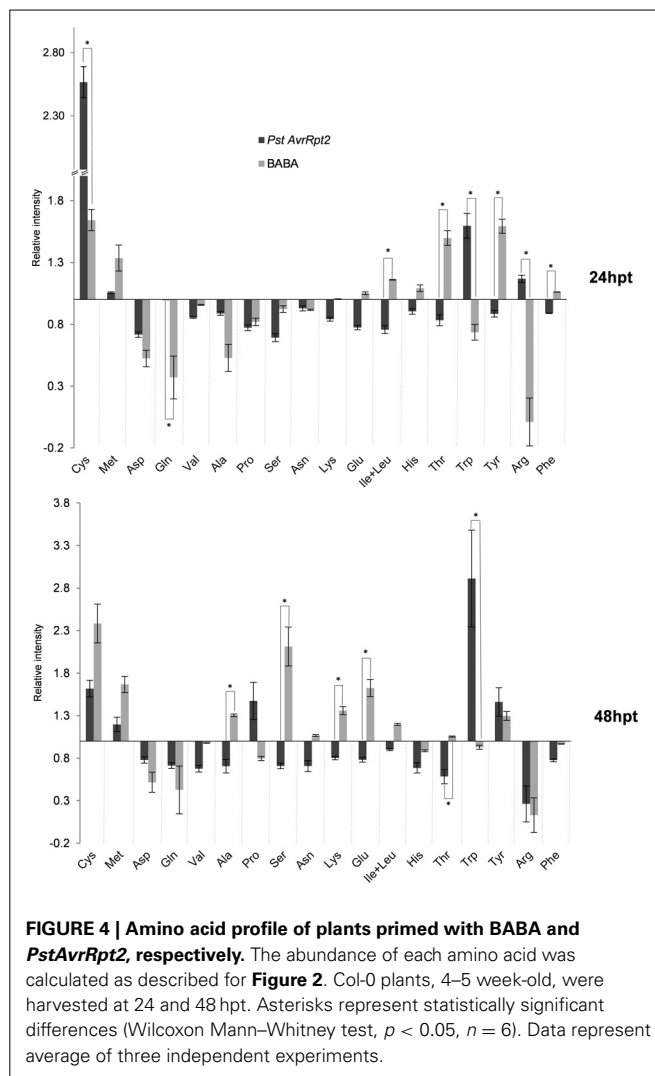 2.80
2.30
1.8
1.3
0.8
0.3
-0.2
Relative intensity
*
Pst AvrRpt2
BABA
* * * * * * *
24hpt
Cys Met Asp Gln Val Ala Pro Ser Asn Lys Glu Ile+Leu His Thr Trp Tyr Arg Phe
3.8
3.3
2.8
2.3
1.8
1.3
0.8
0.3
-0.2
Relative intensity
* * * * * *
48hpt
Cys Met Asp Gln Val Ala Pro Ser Asn Lys Glu Ile+Leu His Thr Trp Tyr Arg Phe
FIGURE 4 | Amino acid profile of plants primed with BABA and
PstAvrRpt2, respectively. The abundance of each amino acid was
calculated as described for Figure 2. Col-0 plants, 4–5 week-old, were
harvested at 24 and 48 hpt. Asterisks represent statistically significant
differences (Wilcoxon Mann–Whitney test, p < 0.05, n = 6). Data represent
average of three independent experiments.